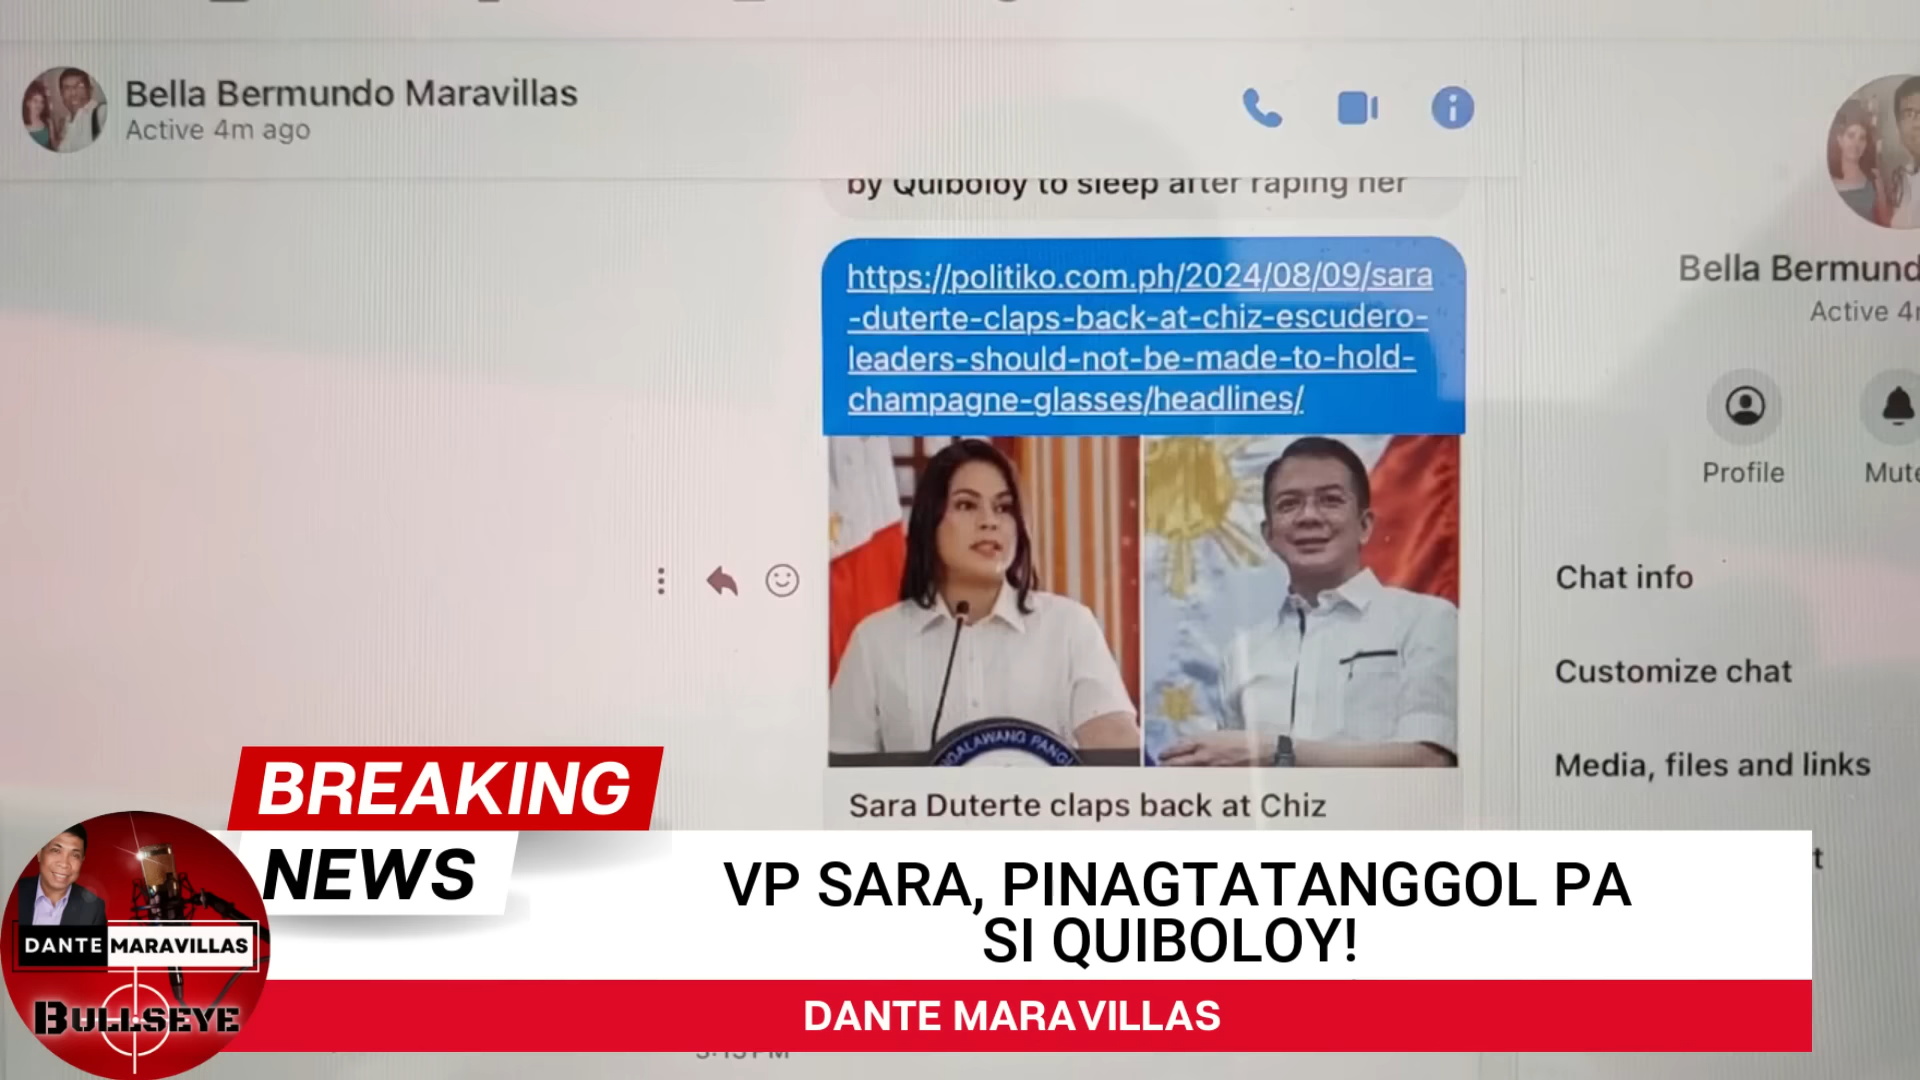 Bella Bermundo Maravillas
Active 4m ago
by Quiboloy to sleep after raping her
https://politiko.com.ph/2024/08/09/sara
-duterte-claps-back-at-chiz-escudero-
leaders-should-not-be-made-to-hold-
champagne-glasses/headlines/
OALAWANG PANG
Sara Duterte claps back at Chiz
Bella Bermund
Active 4
Profile
Mute
Chat info
Customize chat
Media, files and links
t
BREAKING
NEWS
VP SARA, PINAGTATANGGOL PA
SI QUIBOLOY!
DANTE MARAVILLAS
DANTE MARAVILLAS
BULLSEYE